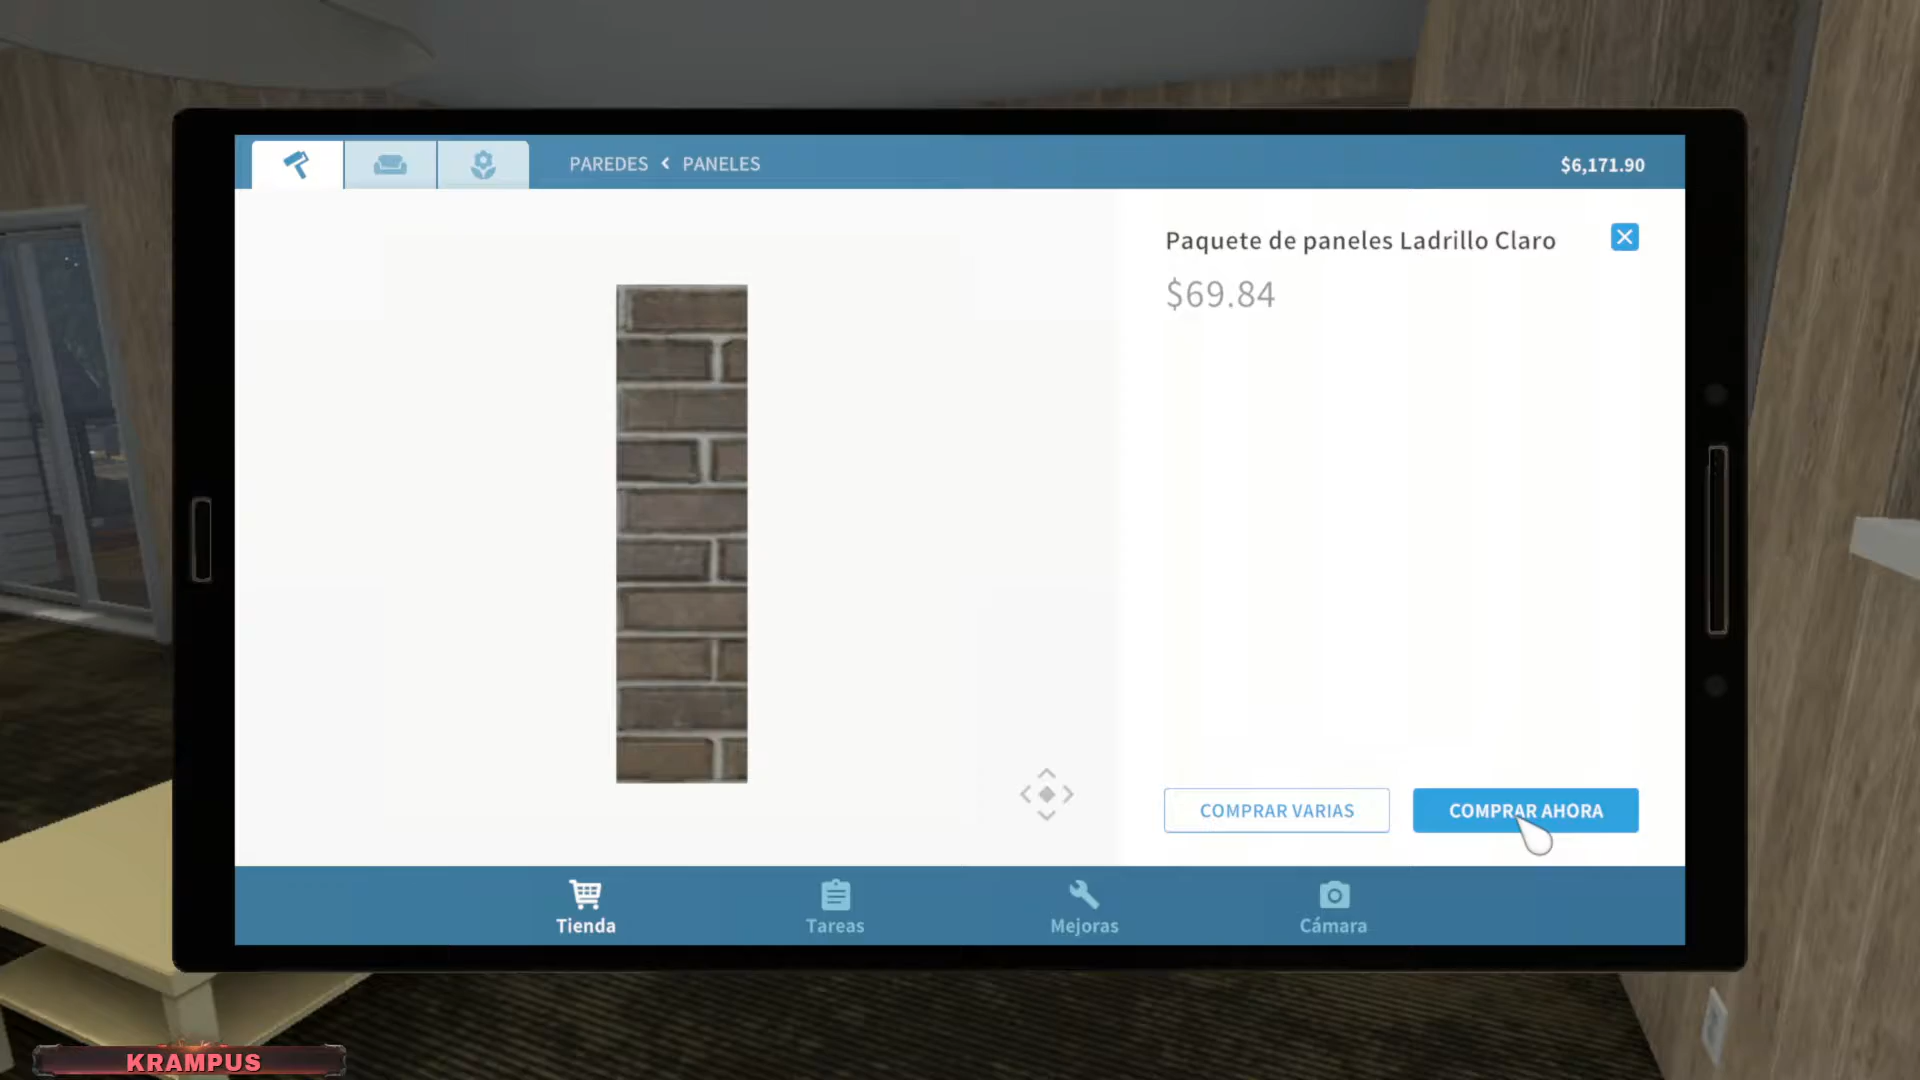 PAREDES < PANELES
$6,171.90
Paquete de paneles Ladrillo Claro
$69.84
COMPRAR VARIAS
COMPRAR AHORA
Tienda
Tareas
Mejoras
Cámara
KRAMPUS